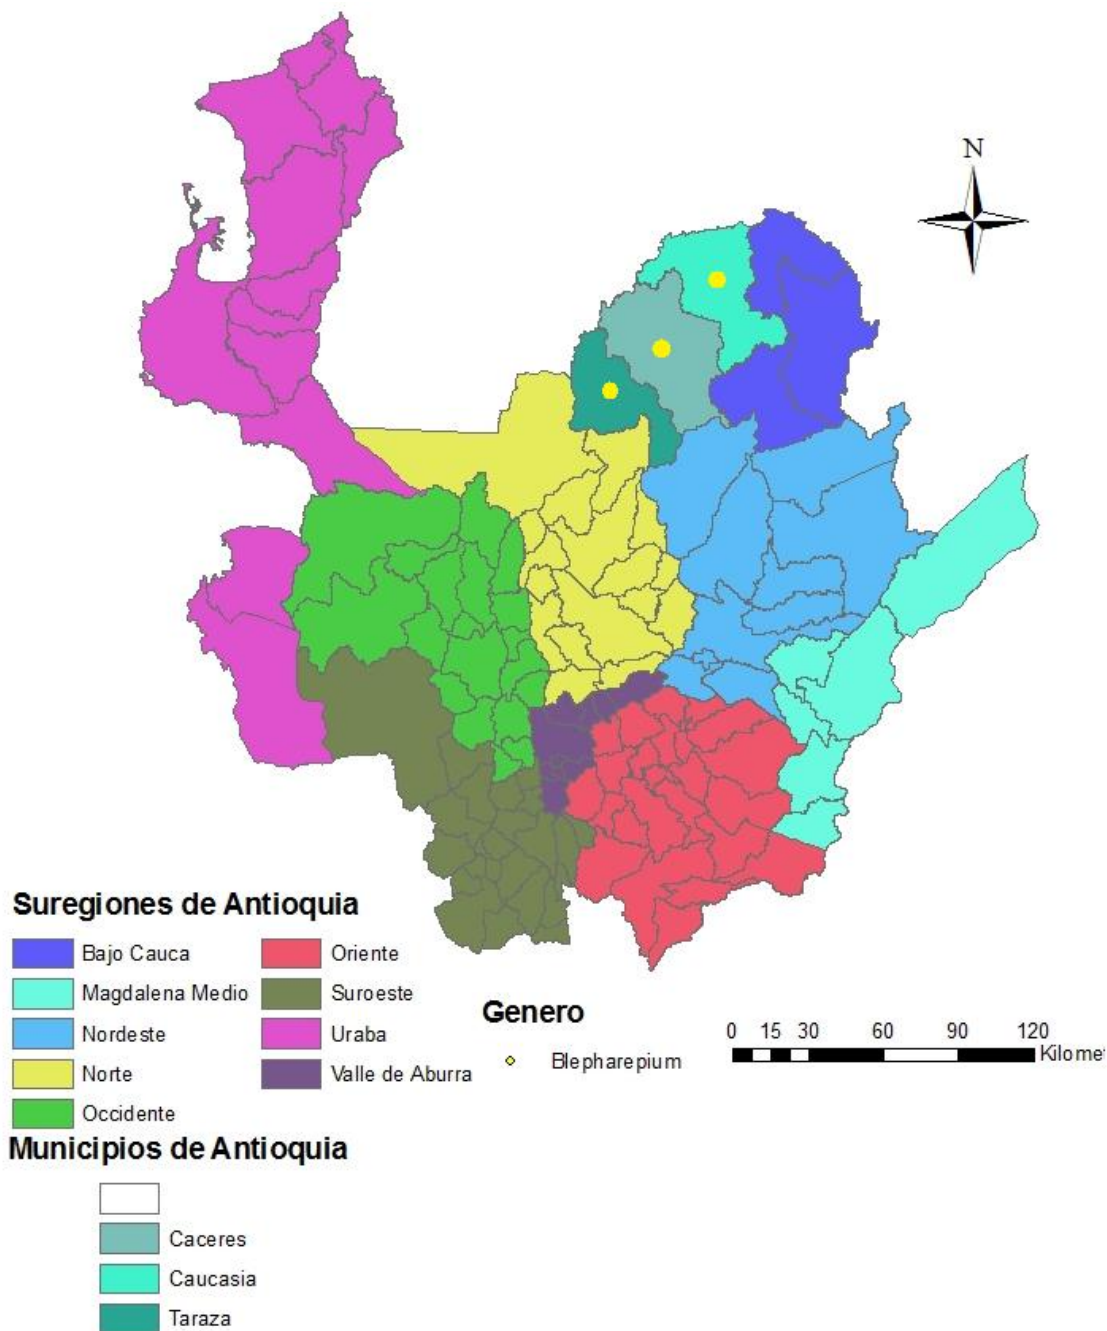 N
Suregiones de Antioquia
Bajo Cauca
Magdalena Medio
Nordeste
Norte
Occidente
Oriente
Suroeste
Uraba
Valle de Aburra
Genero
Blepharepium
0 15 30 60 90 120
Kilomet
Municipios de Antioquia
Caceres
Caucasia
Taraza